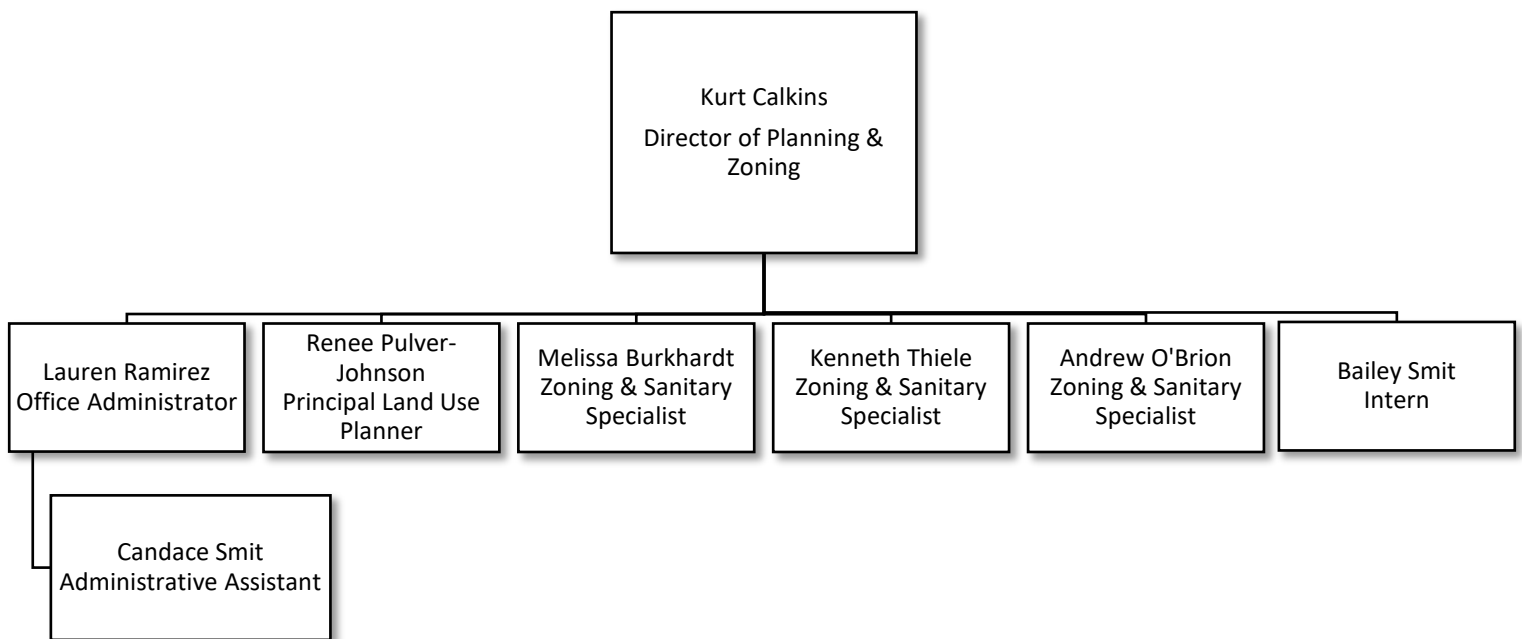 Kurt Calkins
Director of Planning &
Zoning
Lauren Ramirez
Office Administrator
Renee Pulver-
Johnson
Principal Land Use
Planner
Melissa Burkhardt
Zoning & Sanitary
Specialist
Kenneth Thiele
Zoning & Sanitary
Specialist
Andrew O'Brion
Zoning & Sanitary
Specialist
Bailey Smit
Intern
Candace Smit
Administrative Assistant